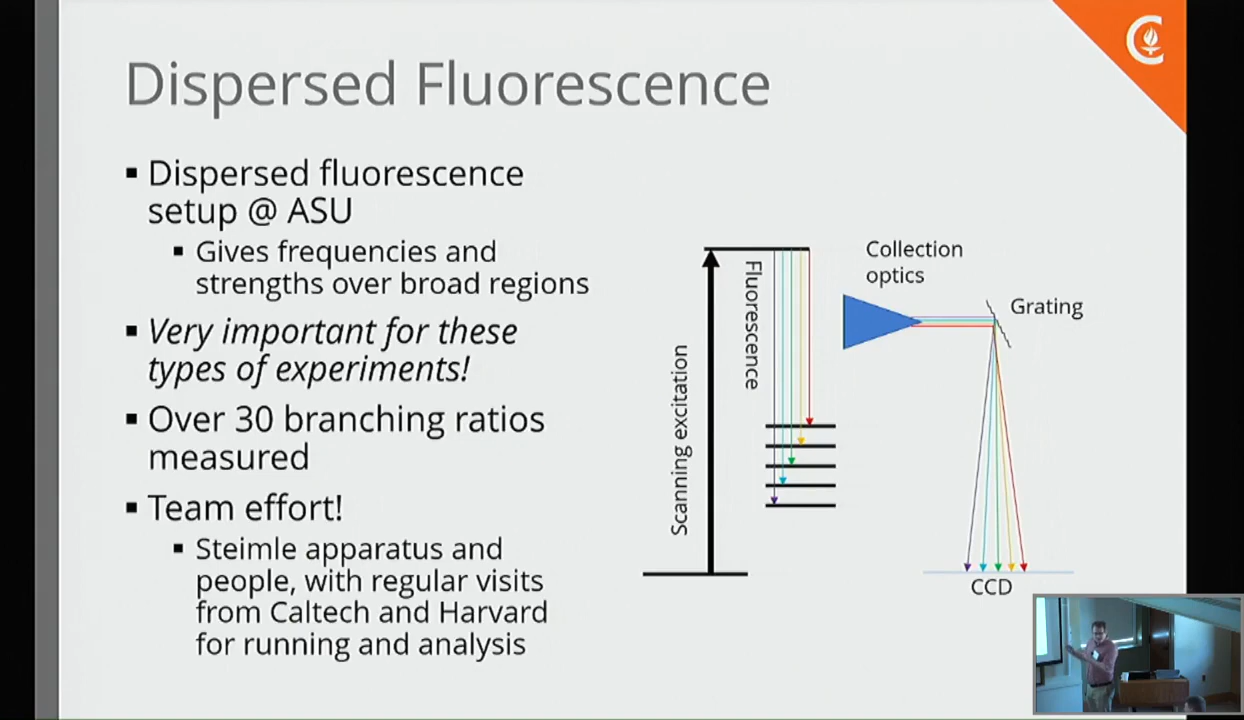 Dispersed Fluorescence
▪ Dispersed fluorescence
setup @ ASU
▪ Gives frequencies and
strengths over broad regions
▪ Very important for these
types of experiments!
▪ Over 30 branching ratios
measured
▪ Team effort!
▪ Steimle apparatus and
people, with regular visits
from Caltech and Harvard
for running and analysis
Scanning excitation
Fluorescence
Collection
optics
Grating
CCD